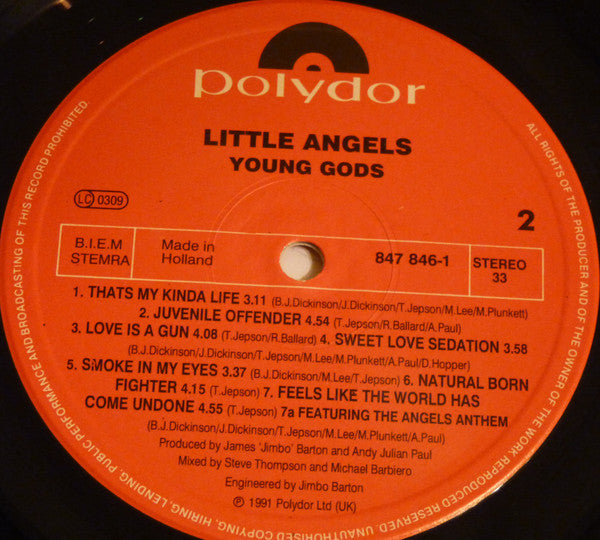 polydor
LITTLE ANGELS
YOUNG GODS
LC 0309
2
B.I.E.M
STEMRA
Made in
Holland
847 846-1
STEREO
33
1. THATS MY KINDA LIFE 3.11 (B.J.Dickinson/J.Dickinson/T.Jepson/M.Lee/M.Plunkett)
2. JUVENILE OFFENDER 4.54 (T.Jepson/R.Ballard/A.Paul)
3. LOVE IS A GUN 4.08 (T.Jepson/R.Ballard) 4. SWEET LOVE SEDATION 3.58
(B.J.Dickinson/J.Dickinson/T.Jepson/M.Lee/M.Plunkett/A.Paul/D.Hopper)
5. SMOKE IN MY EYES 3.37 (B.J.Dickinson/M.Lee/T.Jepson) 6. NATURAL BORN
FIGHTER 4.15 (T.Jepson) 7. FEELS LIKE THE WORLD HAS
COME UNDONE 4.55 (T.Jepson) 7a FEATURING THE ANGELS ANTHEM
(B.J.Dickinson/J.Dickinson/T.Jepson/M.Lee/M.Plunkett/A.Paul)
Produced by James 'Jimbo' Barton and Andy Julian Paul
Mixed by Steve Thompson and Michael Barbiero
Engineered by Jimbo Barton
℗ 1991 Polydor Ltd (UK)
ALL RIGHTS OF THE PRODUCER AND OF THE OWNER OF THE WORK REPRODUCED RESERVED. UNAUTHORISED COPYING, HIRING, LENDING, PUBLIC PERFORMANCE AND BROADCASTING OF THIS RECORD PROHIBITED.